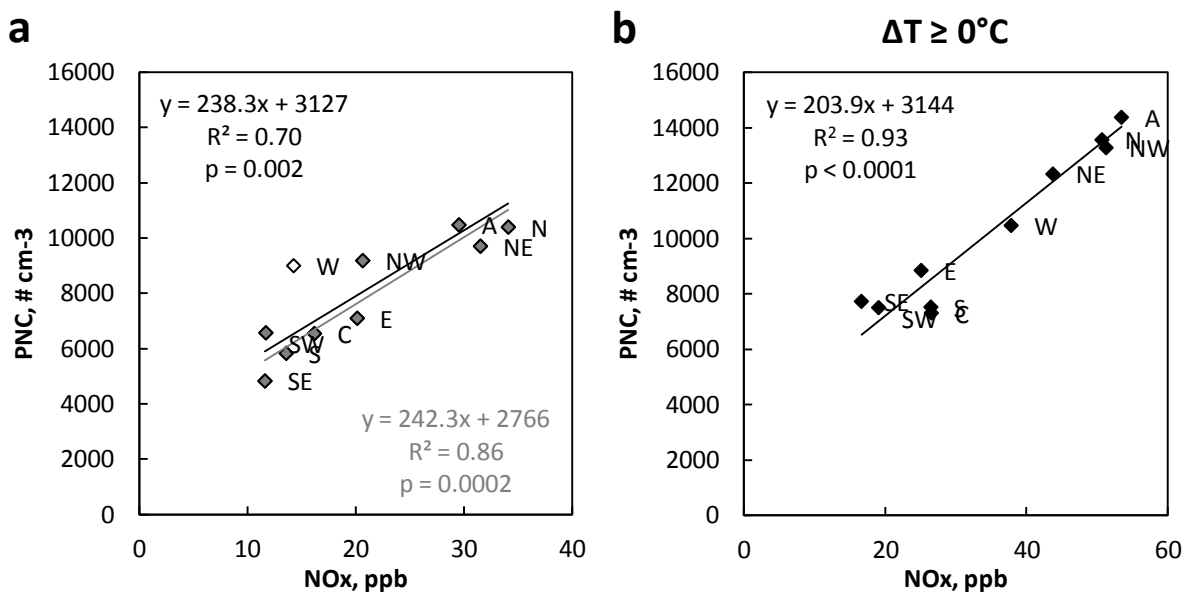 a
16000
14000
12000
10000
8000
6000
4000
2000
0
PNC, # cm-3
y = 238.3x + 3127
R² = 0.70
p = 0.002
A
N
NE
NW
W
E
C
SW
S
SE
y = 242.3x + 2766
R² = 0.86
p = 0.0002
0 10 20 30 40
NOx, ppb
b
ΔT ≥ 0°C
16000
14000
12000
10000
8000
6000
4000
2000
0
PNC, # cm-3
y = 203.9x + 3144
R² = 0.93
p < 0.0001
A
N
NW
NE
W
E
SE
S
SW
C
0 20 40 60
NOx, ppb